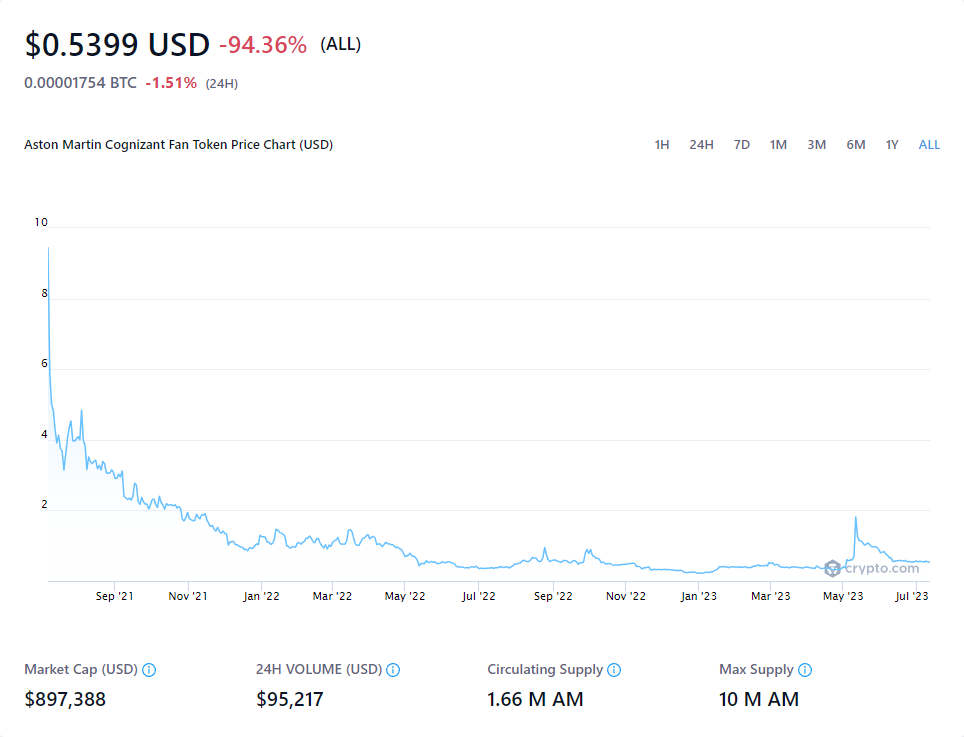 $0.5399 USD -94.36% (ALL)
0.00001754 BTC -1.51% (24H)
Aston Martin Cognizant Fan Token Price Chart (USD) 1H 24H 7D 1M 3M 6M 1Y ALL
10
8
6
4
2
crypto.com
Sep '21 Nov '21 Jan '22 Mar '22 May '22 Jul '22 Sep '22 Nov '22 Jan '23 Mar '23 May '23 Jul '23
Market Cap (USD) 24H VOLUME (USD) Circulating Supply Max Supply
$897,388 $95,217 1.66 M AM 10 M AM